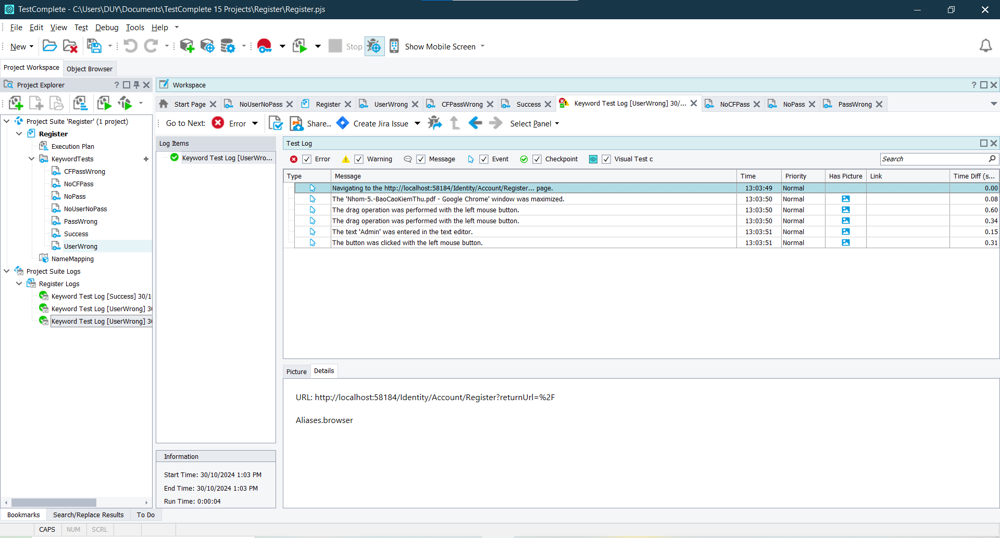 TestComplete - C:\Users\DUY\Documents\TestComplete 15 Projects\Register\Register.pjs
File Edit View Test Debug Tools Help
New Stop Show Mobile Screen
Project Workspace Object Browser
Project Explorer ?
Project Suite 'Register' (1 project)
Register
Execution Plan
KeywordTests
CFPassWrong
NoCFPass
NoPass
NoUserNoPass
PassWrong
Success
UserWrong
NameMapping
Project Suite Logs
Register Logs
Keyword Test Log [Success] 30/1
Keyword Test Log [UserWrong] 30
Keyword Test Log [UserWrong] 30
Workspace ?
Start Page NoUserNoPass Register UserWrong CFPassWrong Success Keyword Test Log [UserWrong] 30/... NoCFPass NoPass PassWrong
Go to Next: Error Share... Create Jira Issue Select Panel
Log Items
Keyword Test Log [UserWro...
Test Log
Error Warning Message Event Checkpoint Visual Test c Search
Type Message Time Priority Has Picture Link Time Diff (s...
Navigating to the http://localhost:58184/Identity/Account/Register... page. 13:03:49 Normal 0.00
The 'Nhom-5.-BaoCaoKiemThu.pdf - Google Chrome' window was maximized. 13:03:50 Normal 0.08
The drag operation was performed with the left mouse button. 13:03:50 Normal 0.60
The drag operation was performed with the left mouse button. 13:03:50 Normal 0.34
The text 'Admin' was entered in the text editor. 13:03:51 Normal 0.15
The button was clicked with the left mouse button. 13:03:51 Normal 0.31
Picture Details
URL: http://localhost:58184/Identity/Account/Register?returnUrl=%2F
Aliases.browser
Information
Start Time: 30/10/2024 1:03 PM
End Time: 30/10/2024 1:03 PM
Run Time: 0:00:04
Bookmarks Search/Replace Results To Do
CAPS NUM SCRL